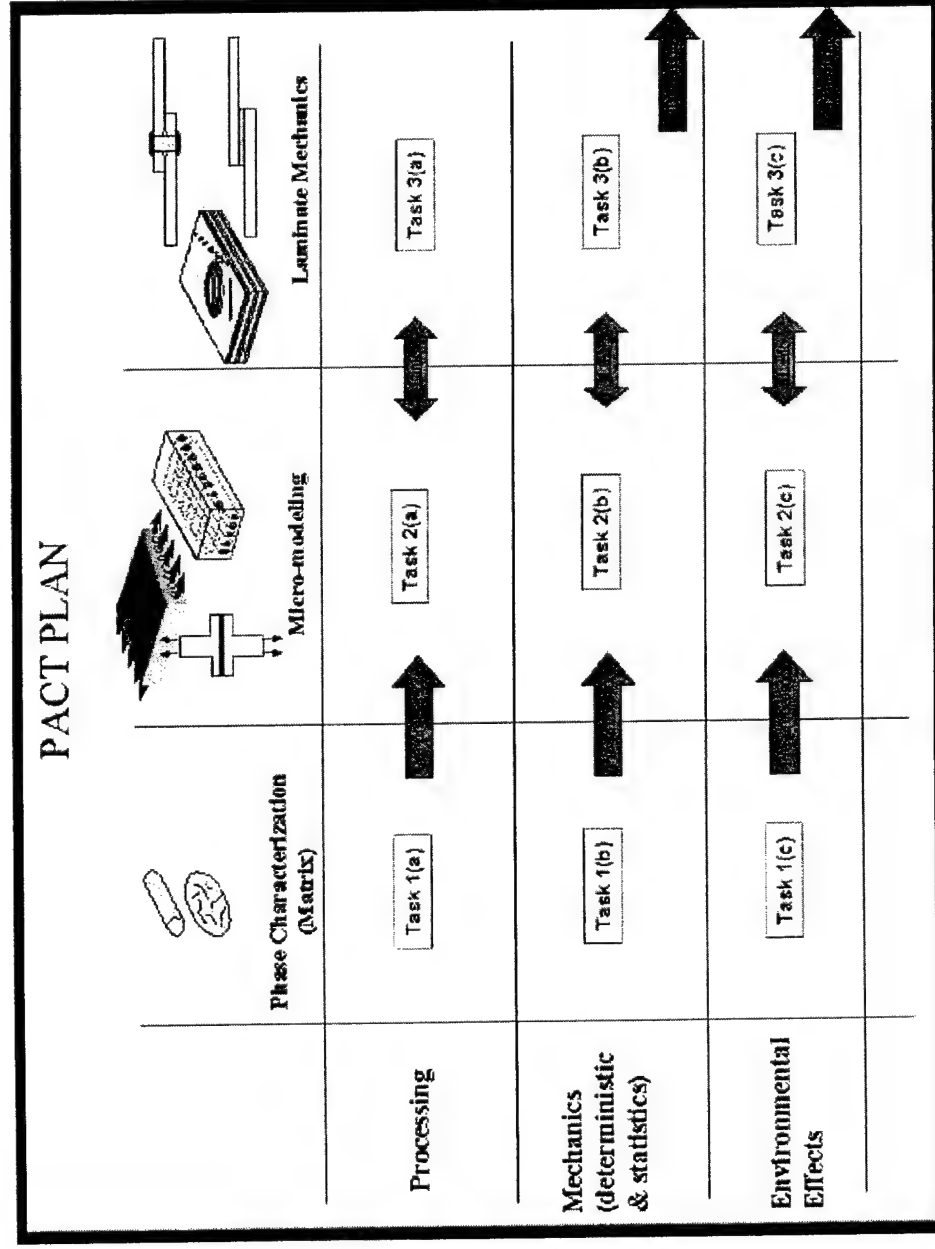 PACT PLAN
Phase Characterization
(Matrix)
Micro-modeling
Laminate Mechanics
Processing
Task 1(a)
Task 2(a)
Task 3(a)
Mechanics
(deterministic
& statistics)
Task 1(b)
Task 2(b)
Task 3(b)
Environmental
Effects
Task 1(c)
Task 2(c)
Task 3(c)